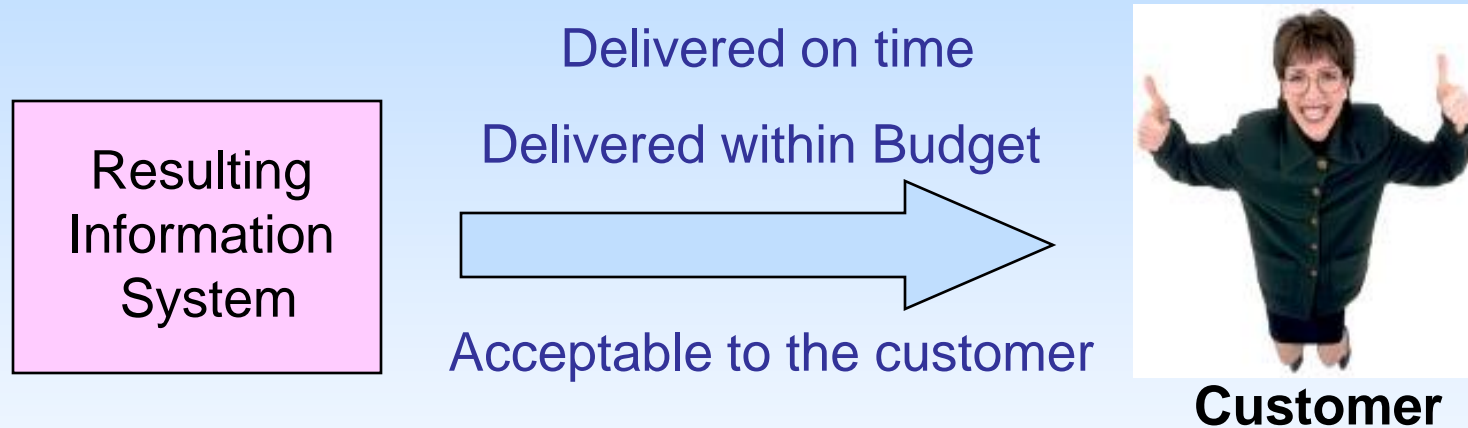 Delivered on time
Delivered within Budget
Resulting
Information
System
Acceptable to the customer
Customer